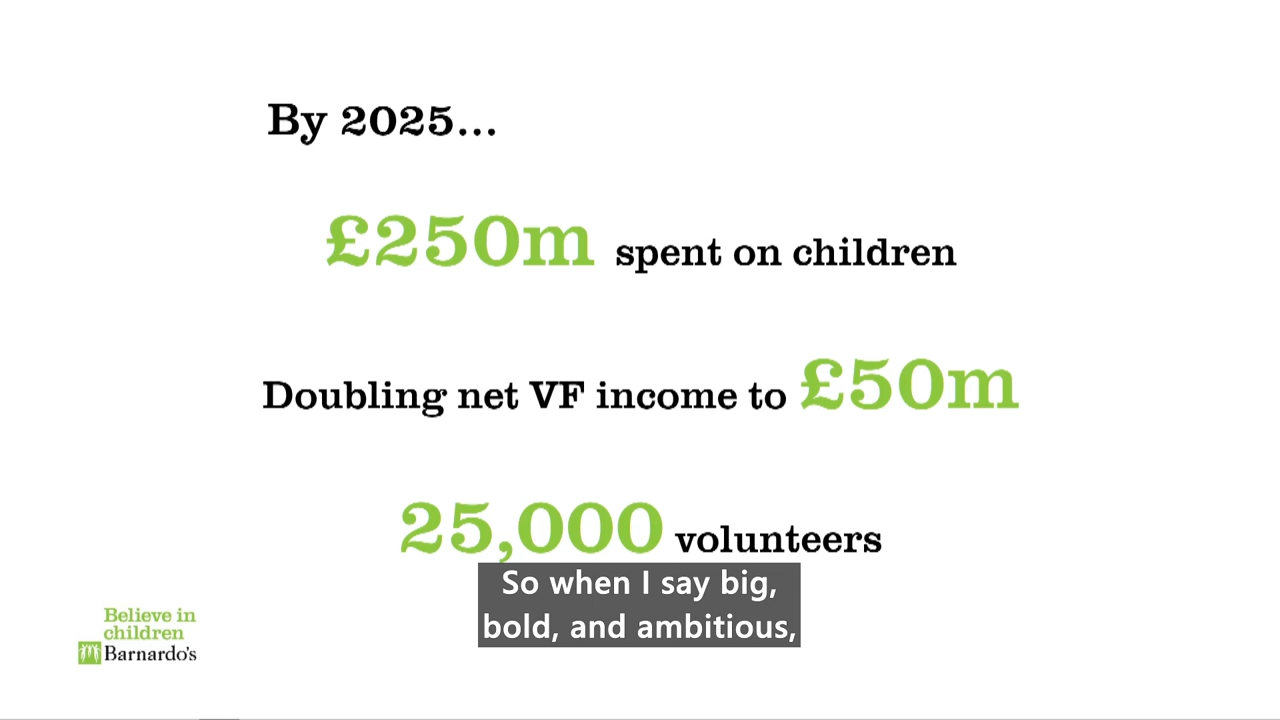 By 2025...
£250m spent on children
Doubling net VF income to £50m
25,000 volunteers
So when I say big,
bold, and ambitious,
Believe in
children
Barnardo's